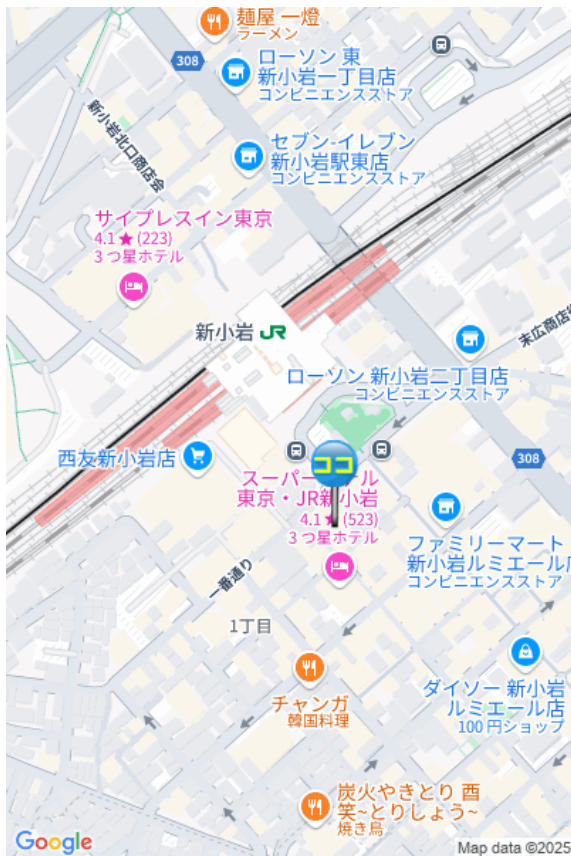 麺屋 一燈
ラーメン
308
ローソン 東
新小岩一丁目店
コンビニエンスストア
新小岩北口商店会
セブン-イレブン
新小岩駅東店
コンビニエンスストア
サイプレスイン東京
4.1★ (223)
3 つ星ホテル
新小岩 JR
末広商店街
ローソン 新小岩二丁目店
コンビニエンスストア
西友新小岩店
308
ココ
スーパーホテル
東京・JR新小岩
4.1★ (523)
3 つ星ホテル
ファミリーマート
新小岩ルミエール店
コンビニエンスストア
一番通り
1丁目
ダイソー 新小岩
ルミエール店
100 円ショップ
チャンガ
韓国料理
炭火やきとり 酉
笑~とりしょう~
焼き鳥
Google
Map data ©2025